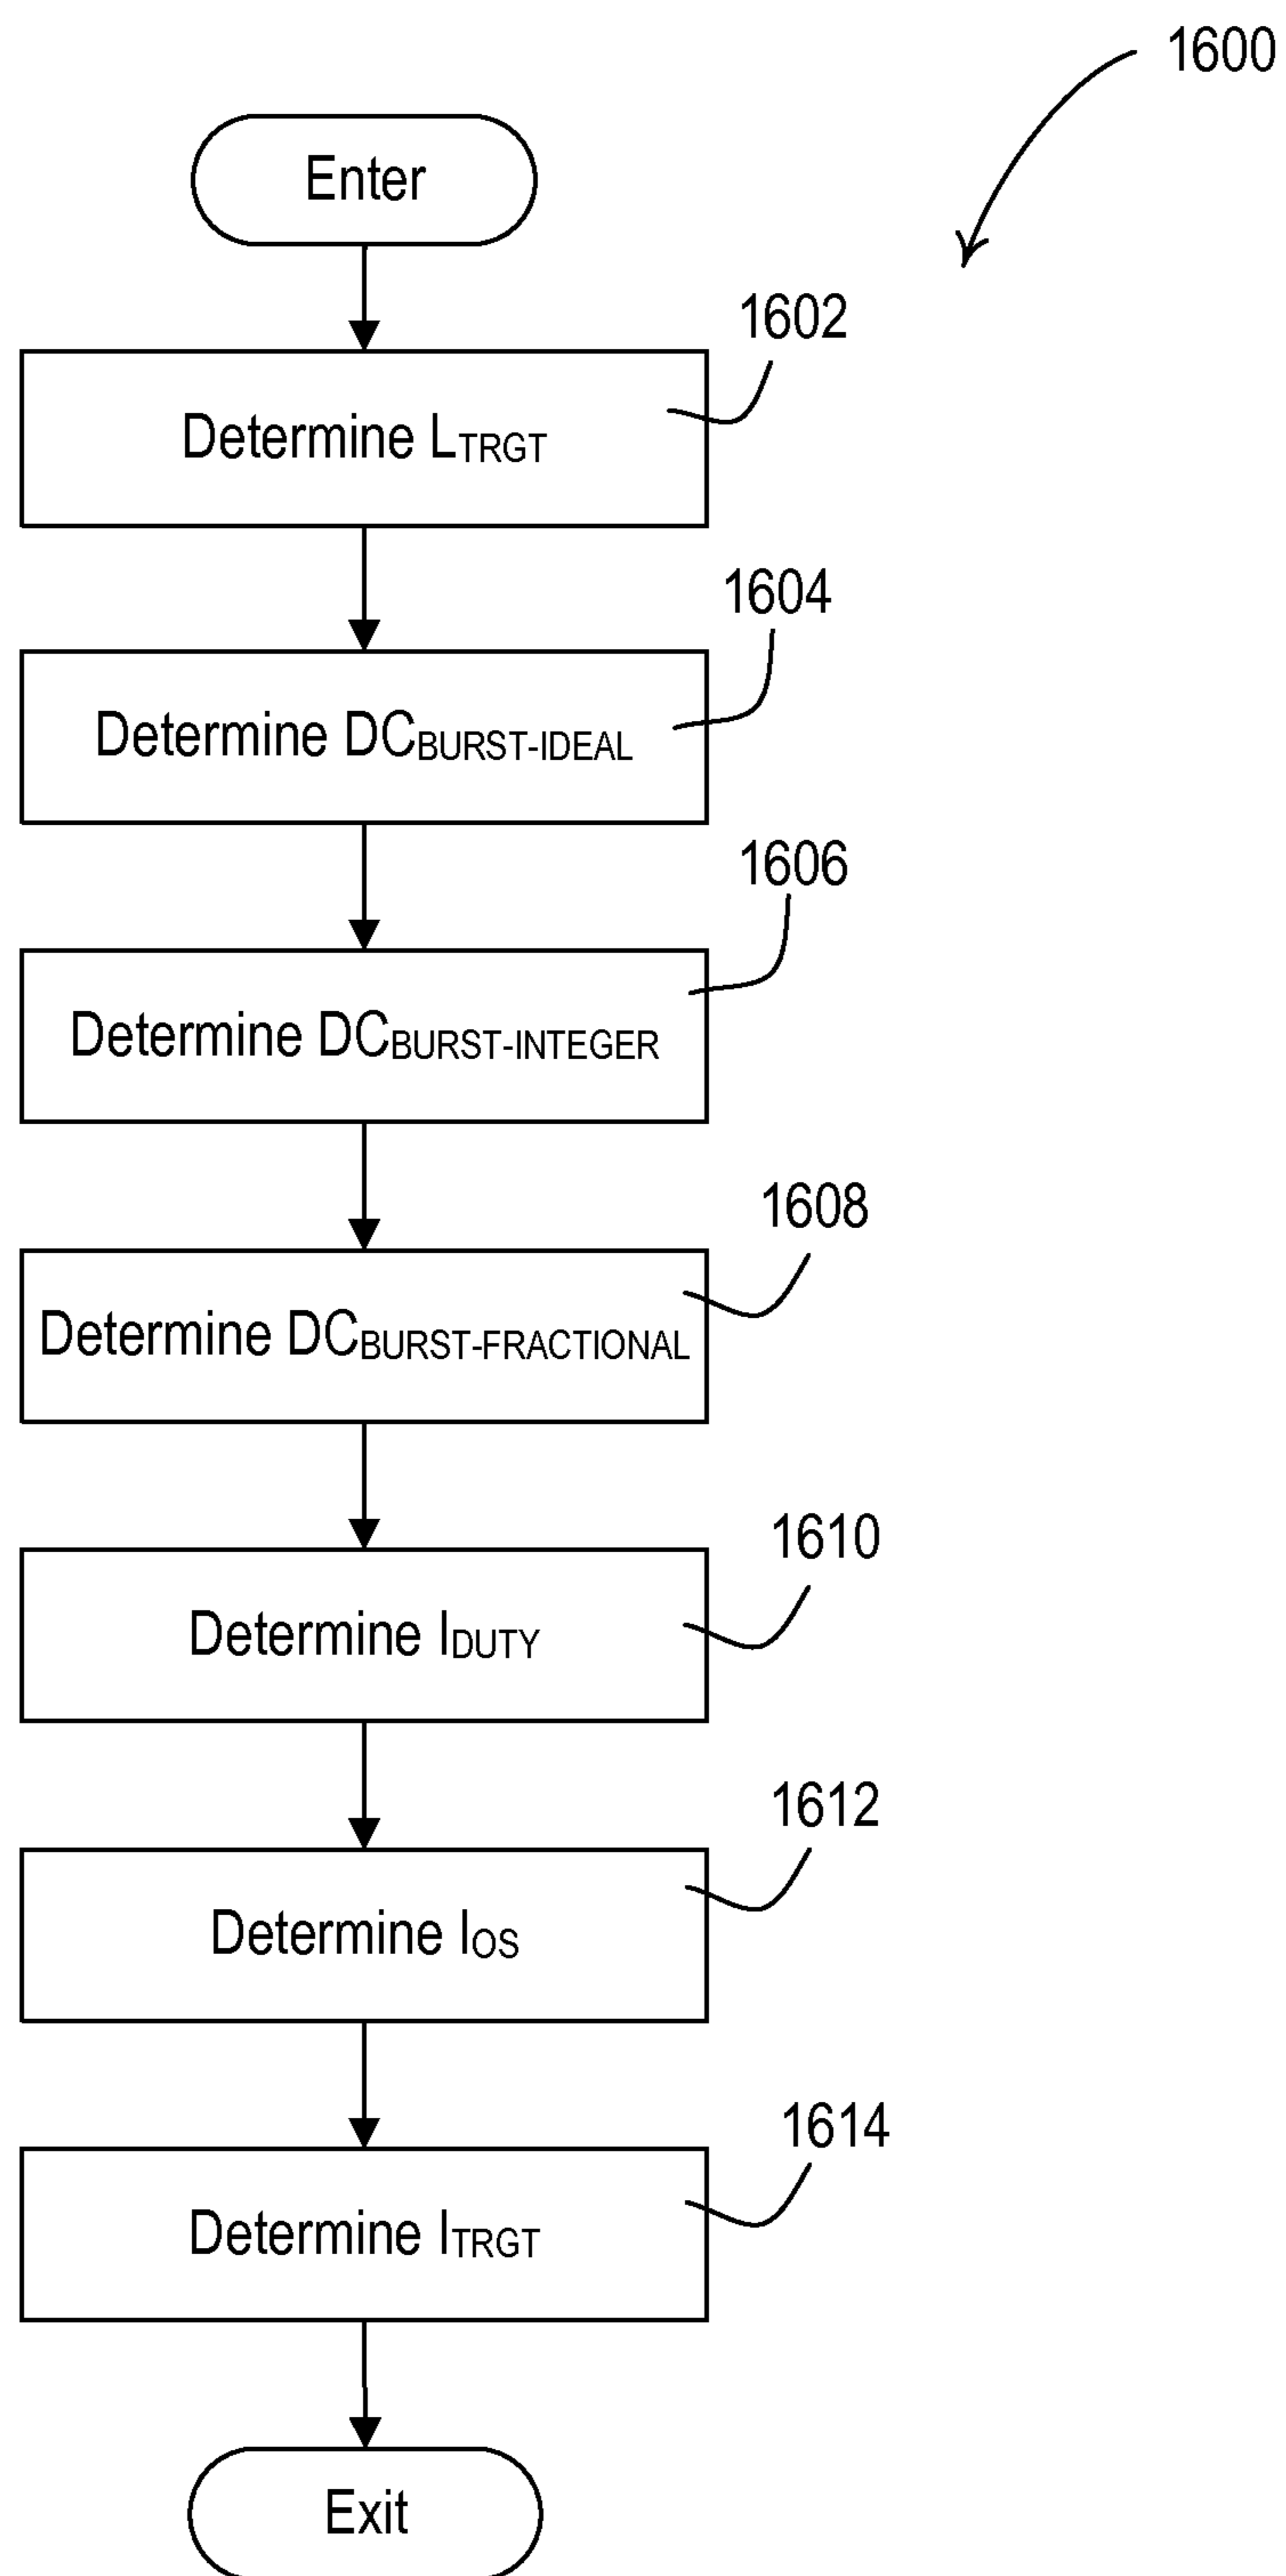 1600
Enter
1602
Determine LTRGT
1604
Determine DCBURST-IDEAL
1606
Determine DCBURST-INTEGER
1608
Determine DCBURST-FRACTIONAL
1610
Determine IDUTY
1612
Determine IOS
1614
Determine ITRGT
Exit